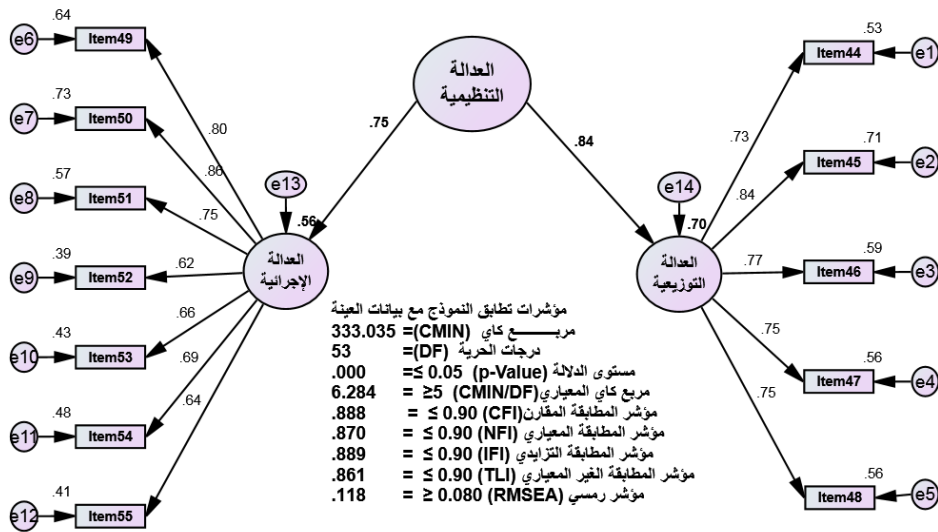 العدالة
التنظيمية
.75
.84
.64
e6
Item49
.80
.73
e7
Item50
.86
.57
e8
Item51
.75
.39
e9
Item52
.62
.43
e10
Item53
.66
.48
e11
Item54
.69
.41
e12
Item55
.64
e13
.56
العدالة
الإجرائية
e14
.70
العدالة
التوزيعية
.53
Item44
e1
.73
.71
Item45
e2
.84
.59
Item46
e3
.77
.56
Item47
e4
.75
.56
Item48
e5
.75
مؤشرات تطابق النموذج مع بيانات العينة
مربـــــــع كاي (CMIN)= 333.035
درجات الحرية (DF)= 53
مستوى الدلالة (p-Value) 0.05 ≥= .000
مربع كاي المعياري(CMIN/DF) 5≤ = 6.284
مؤشر المطابقة المقارن(CFI) 0.90 ≥ = .888
مؤشر المطابقة المعياري (NFI) 0.90 ≥ = .870
مؤشر المطابقة التزايدي (IFI) 0.90 ≥ = .889
مؤشر المطابقة الغير المعياري (TLI) 0.90 ≥ = .861
مؤشر رمسي (RMSEA) 0.080 ≤ = .118